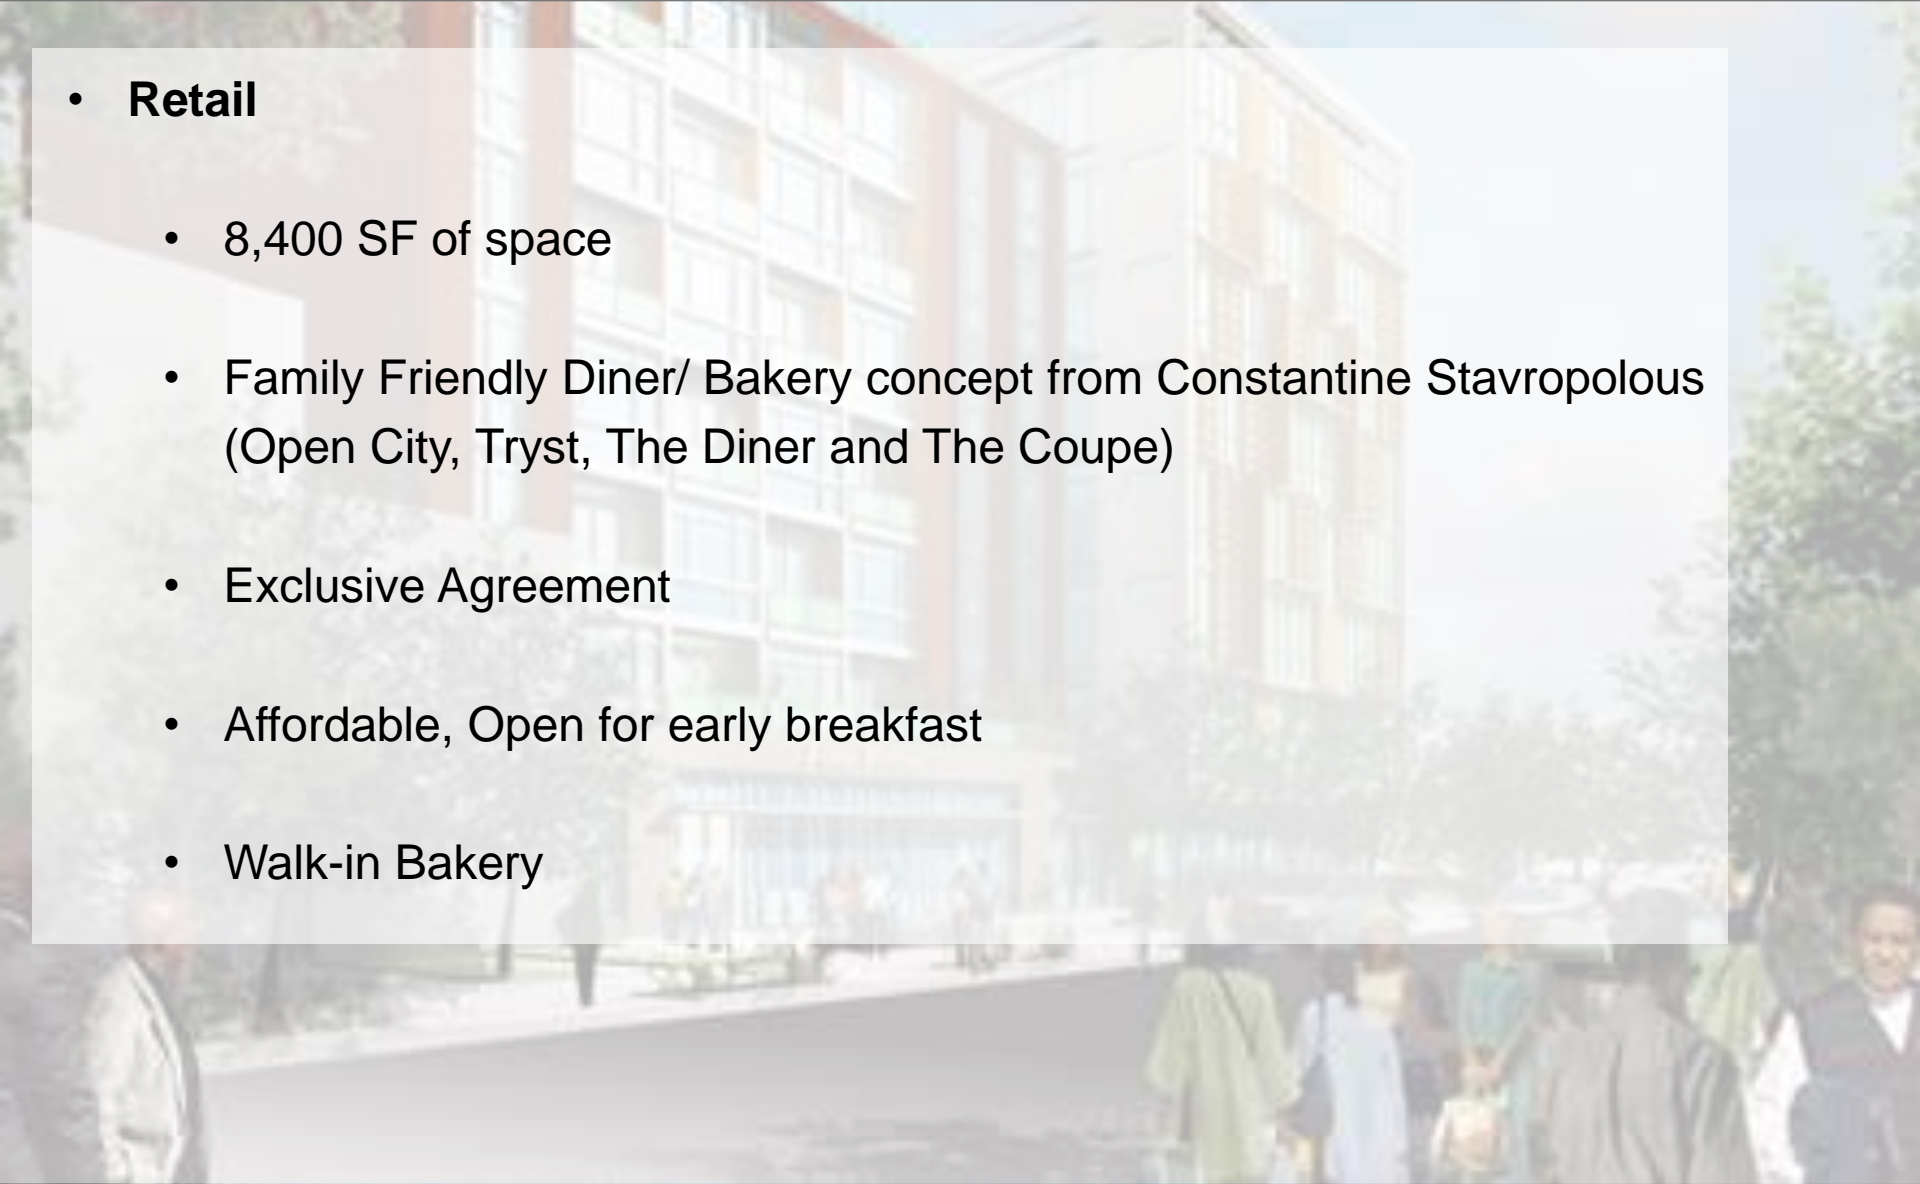 • Retail
• 8,400 SF of space
• Family Friendly Diner/ Bakery concept from Constantine Stavropolous
(Open City, Tryst, The Diner and The Coupe)
• Exclusive Agreement
• Affordable, Open for early breakfast
• Walk-in Bakery